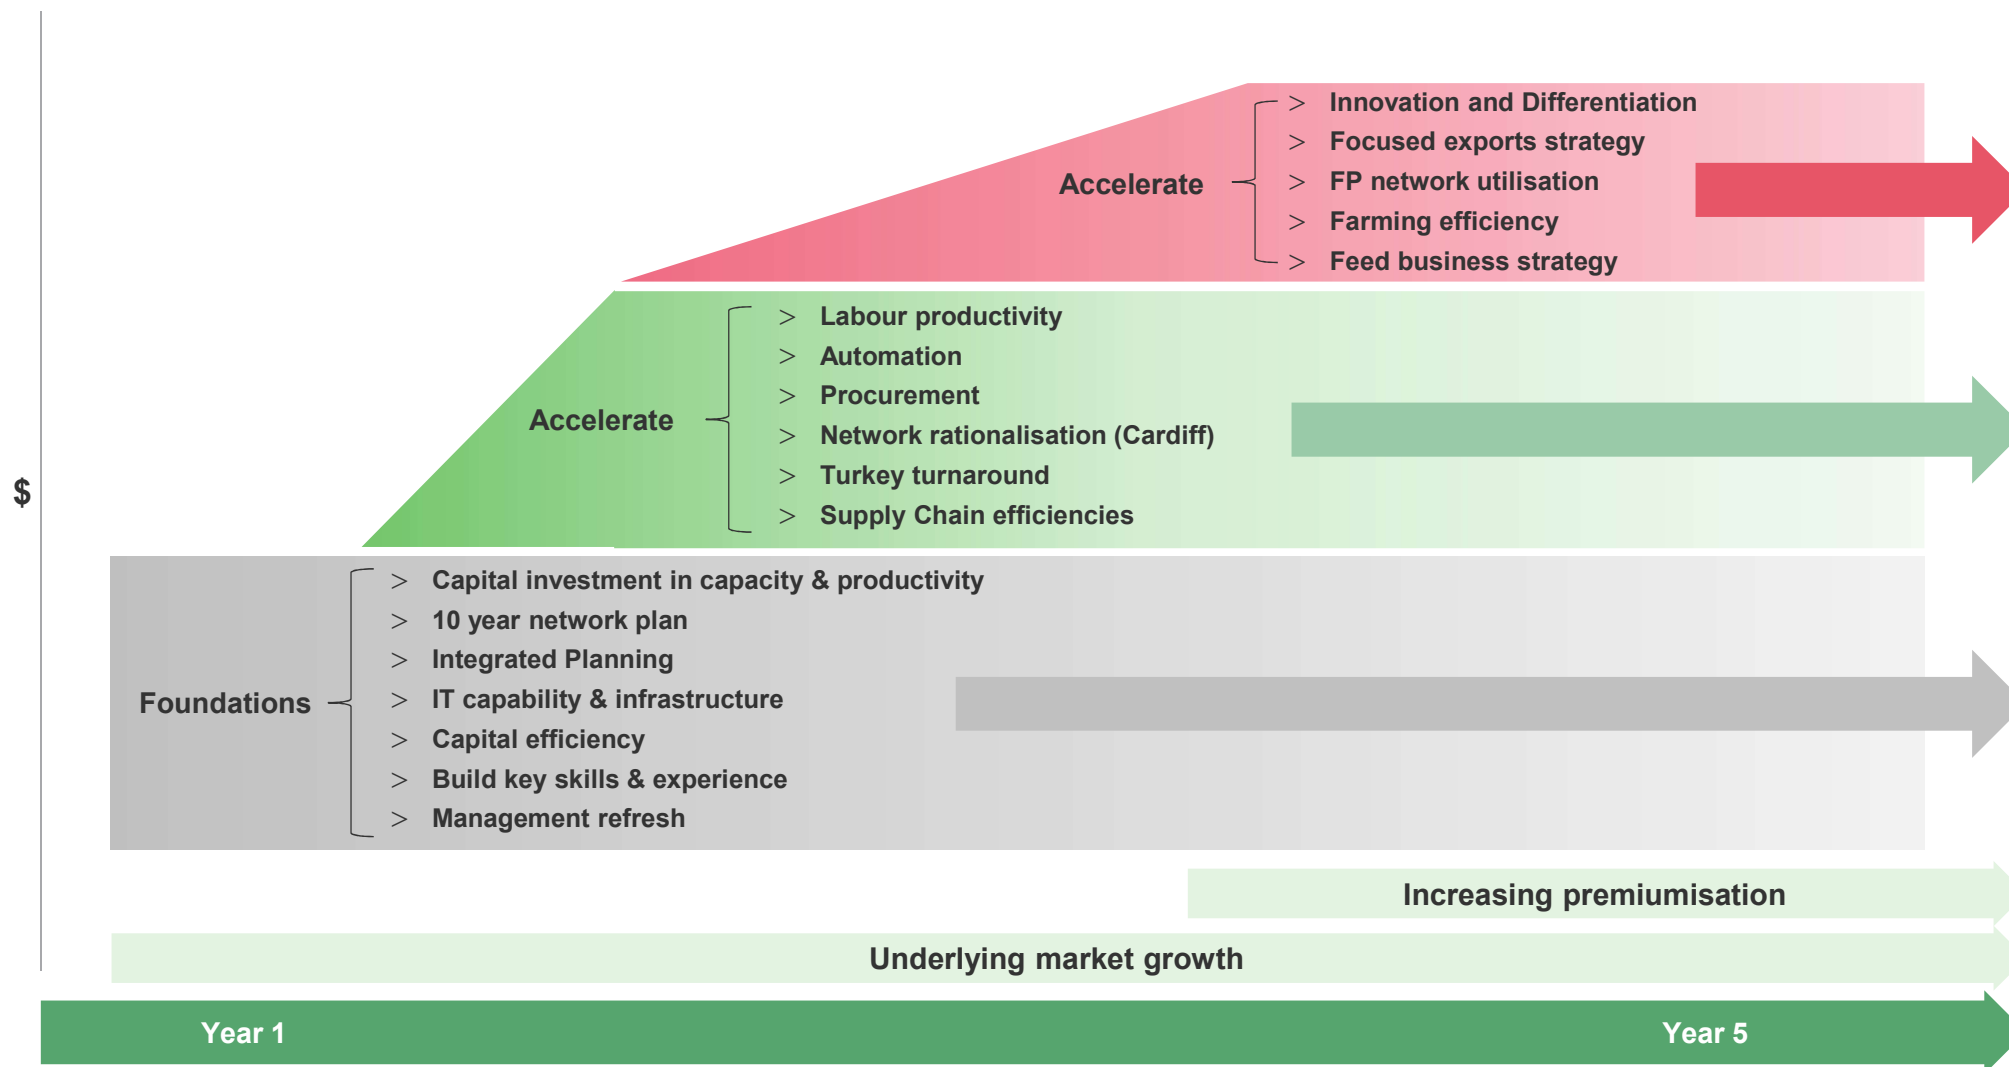 Accelerate
> Innovation and Differentiation
> Focused exports strategy
> FP network utilisation
> Farming efficiency
> Feed business strategy
Accelerate
> Labour productivity
> Automation
> Procurement
> Network rationalisation (Cardiff)
> Turkey turnaround
> Supply Chain efficiencies
$
Foundations
> Capital investment in capacity & productivity
> 10 year network plan
> Integrated Planning
> IT capability & infrastructure
> Capital efficiency
> Build key skills & experience
> Management refresh
Increasing premiumisation
Underlying market growth
Year 1
Year 5